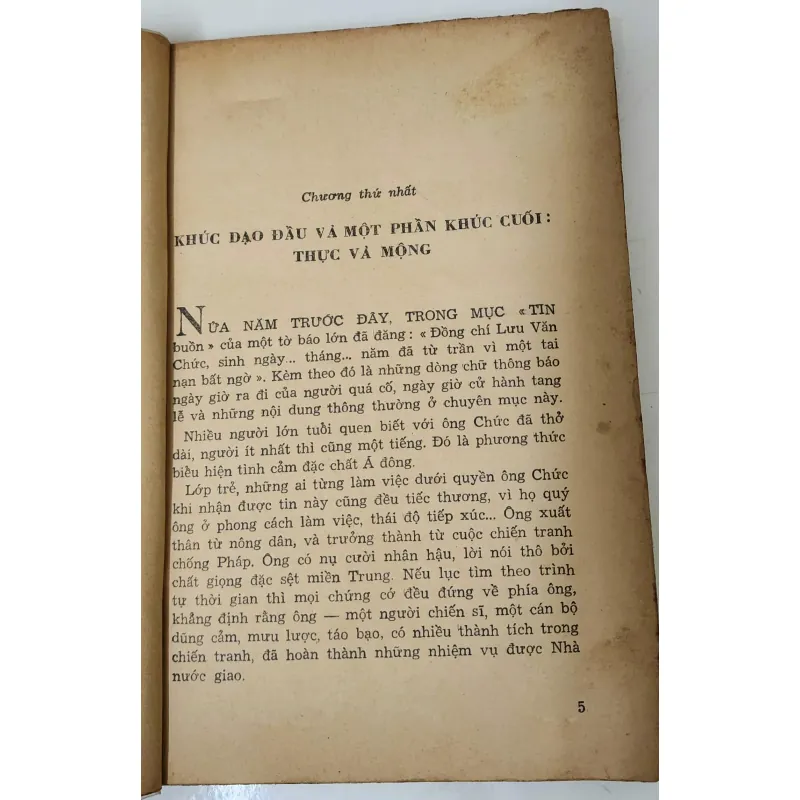 Chương thứ nhất
KHÚC DẠO ĐẦU VÀ MỘT PHẦN KHÚC CUỐI:
THỰC VÀ MỘNG
NỬA NĂM TRƯỚC ĐÂY, TRONG MỤC « TIN
buồn » của một tờ báo lớn đã đăng : « Đồng chí Lưu Văn
Chức, sinh ngày... tháng... năm đã từ trần vì một tai
nạn bất ngờ ». Kèm theo đó là những dòng chữ thông báo
ngày giờ ra đi của người quá cố, ngày giờ cử hành tang
lễ và những nội dung thông thường ở chuyên mục này.
Nhiều người lớn tuổi quen biết với ông Chức đã thở
dài, người ít nhất thì cũng một tiếng. Đó là phương thức
biểu hiện tình cảm đặc chất Á đông.
Lớp trẻ, những ai từng làm việc dưới quyền ông Chức
khi nhận được tin này cũng đều tiếc thương, vì họ quý
ông ở phong cách làm việc, thái độ tiếp xúc... Ông xuất
thân từ nông dân, và trưởng thành từ cuộc chiến tranh
chống Pháp. Ông có nụ cười nhân hậu, lời nói thô bởi
chất giọng đặc sệt miền Trung. Nếu lục tìm theo trình
tự thời gian thì mọi chứng cớ đều đứng về phía ông,
khẳng định rằng ông — một người chiến sĩ, một cán bộ
dũng cảm, mưu lược, táo bạo, có nhiều thành tích trong
chiến tranh, đã hoàn thành những nhiệm vụ được Nhà
nước giao.
5